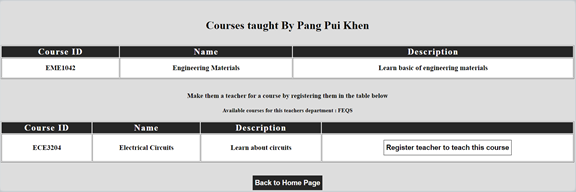 Courses taught By Pang Pui Khen
Course ID Name Description
EME1042 Engineering Materials Learn basic of engineering materials
Make them a teacher for a course by registering them in the table below
Available courses for this teachers department : FEQS
Course ID Name Description
ECE3204 Electrical Circuits Learn about circuits Register teacher to teach this course
Back to Home Page